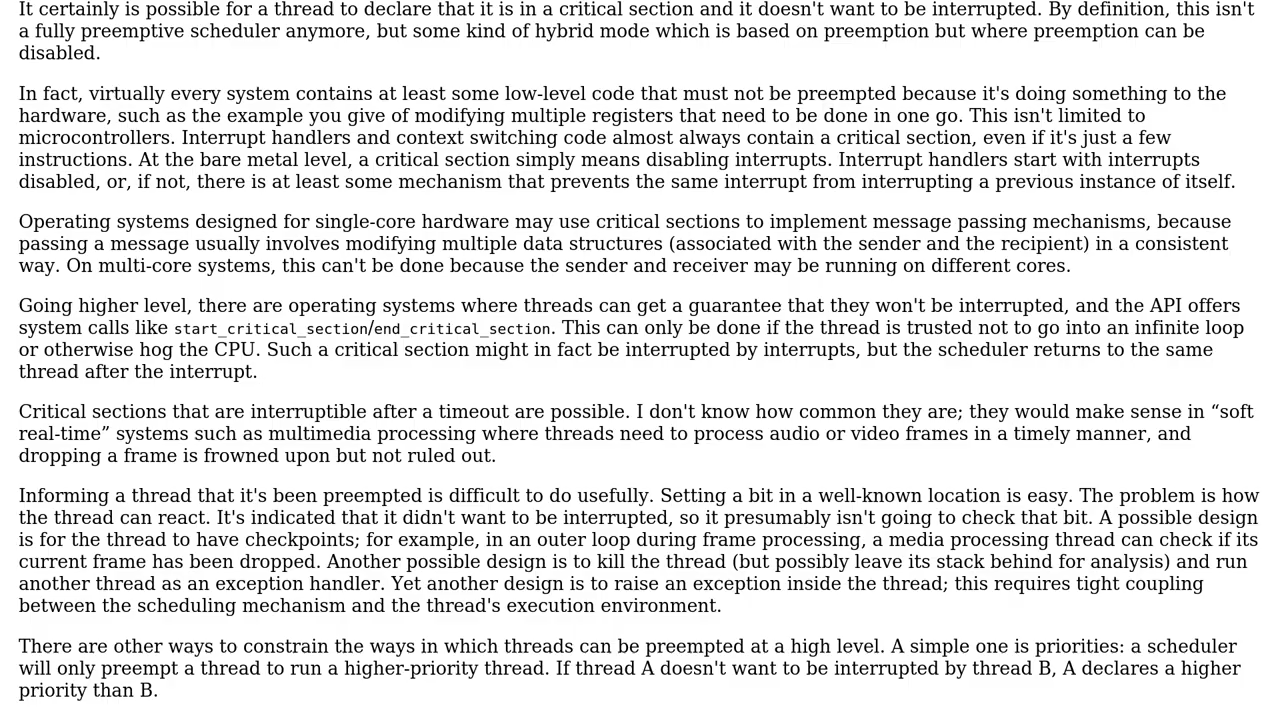 It certainly is possible for a thread to declare that it is in a critical section and it doesn't want to be interrupted. By definition, this isn't
a fully preemptive scheduler anymore, but some kind of hybrid mode which is based on preemption but where preemption can be
disabled.
In fact, virtually every system contains at least some low-level code that must not be preempted because it's doing something to the
hardware, such as the example you give of modifying multiple registers that need to be done in one go. This isn't limited to
microcontrollers. Interrupt handlers and context switching code almost always contain a critical section, even if it's just a few
instructions. At the bare metal level, a critical section simply means disabling interrupts. Interrupt handlers start with interrupts
disabled, or, if not, there is at least some mechanism that prevents the same interrupt from interrupting a previous instance of itself.
Operating systems designed for single-core hardware may use critical sections to implement message passing mechanisms, because
passing a message usually involves modifying multiple data structures (associated with the sender and the recipient) in a consistent
way. On multi-core systems, this can't be done because the sender and receiver may be running on different cores.
Going higher level, there are operating systems where threads can get a guarantee that they won't be interrupted, and the API offers
system calls like start_critical_section/end_critical_section. This can only be done if the thread is trusted not to go into an infinite loop
or otherwise hog the CPU. Such a critical section might in fact be interrupted by interrupts, but the scheduler returns to the same
thread after the interrupt.
Critical sections that are interruptible after a timeout are possible. I don't know how common they are; they would make sense in “soft
real-time” systems such as multimedia processing where threads need to process audio or video frames in a timely manner, and
dropping a frame is frowned upon but not ruled out.
Informing a thread that it's been preempted is difficult to do usefully. Setting a bit in a well-known location is easy. The problem is how
the thread can react. It's indicated that it didn't want to be interrupted, so it presumably isn't going to check that bit. A possible design
is for the thread to have checkpoints; for example, in an outer loop during frame processing, a media processing thread can check if its
current frame has been dropped. Another possible design is to kill the thread (but possibly leave its stack behind for analysis) and run
another thread as an exception handler. Yet another design is to raise an exception inside the thread; this requires tight coupling
between the scheduling mechanism and the thread's execution environment.
There are other ways to constrain the ways in which threads can be preempted at a high level. A simple one is priorities: a scheduler
will only preempt a thread to run a higher-priority thread. If thread A doesn't want to be interrupted by thread B, A declares a higher
priority than B.